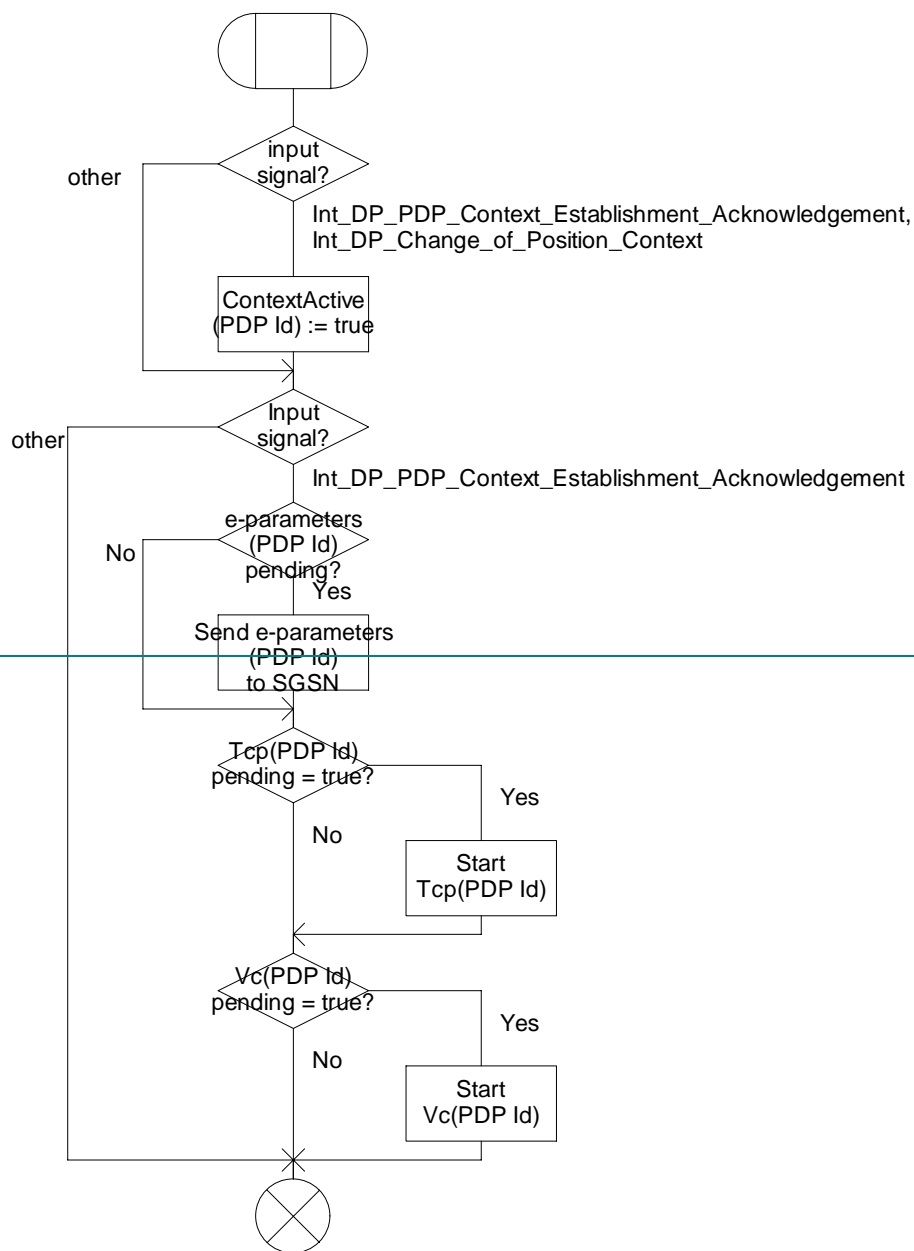 input
signal?
other
Int_DP_PDP_Context_Establishment_Acknowledgement,
Int_DP_Change_of_Position_Context
ContextActive
(PDP Id) := true
Input
signal?
other
Int_DP_PDP_Context_Establishment_Acknowledgement
e-parameters
(PDP Id)
pending?
No
Yes
Send e-parameters
(PDP Id)
to SGSN
Tcp(PDP Id)
pending = true?
Yes
No
Start
Tcp(PDP Id)
Vc(PDP Id)
pending = true?
Yes
No
Start
Vc(PDP Id)